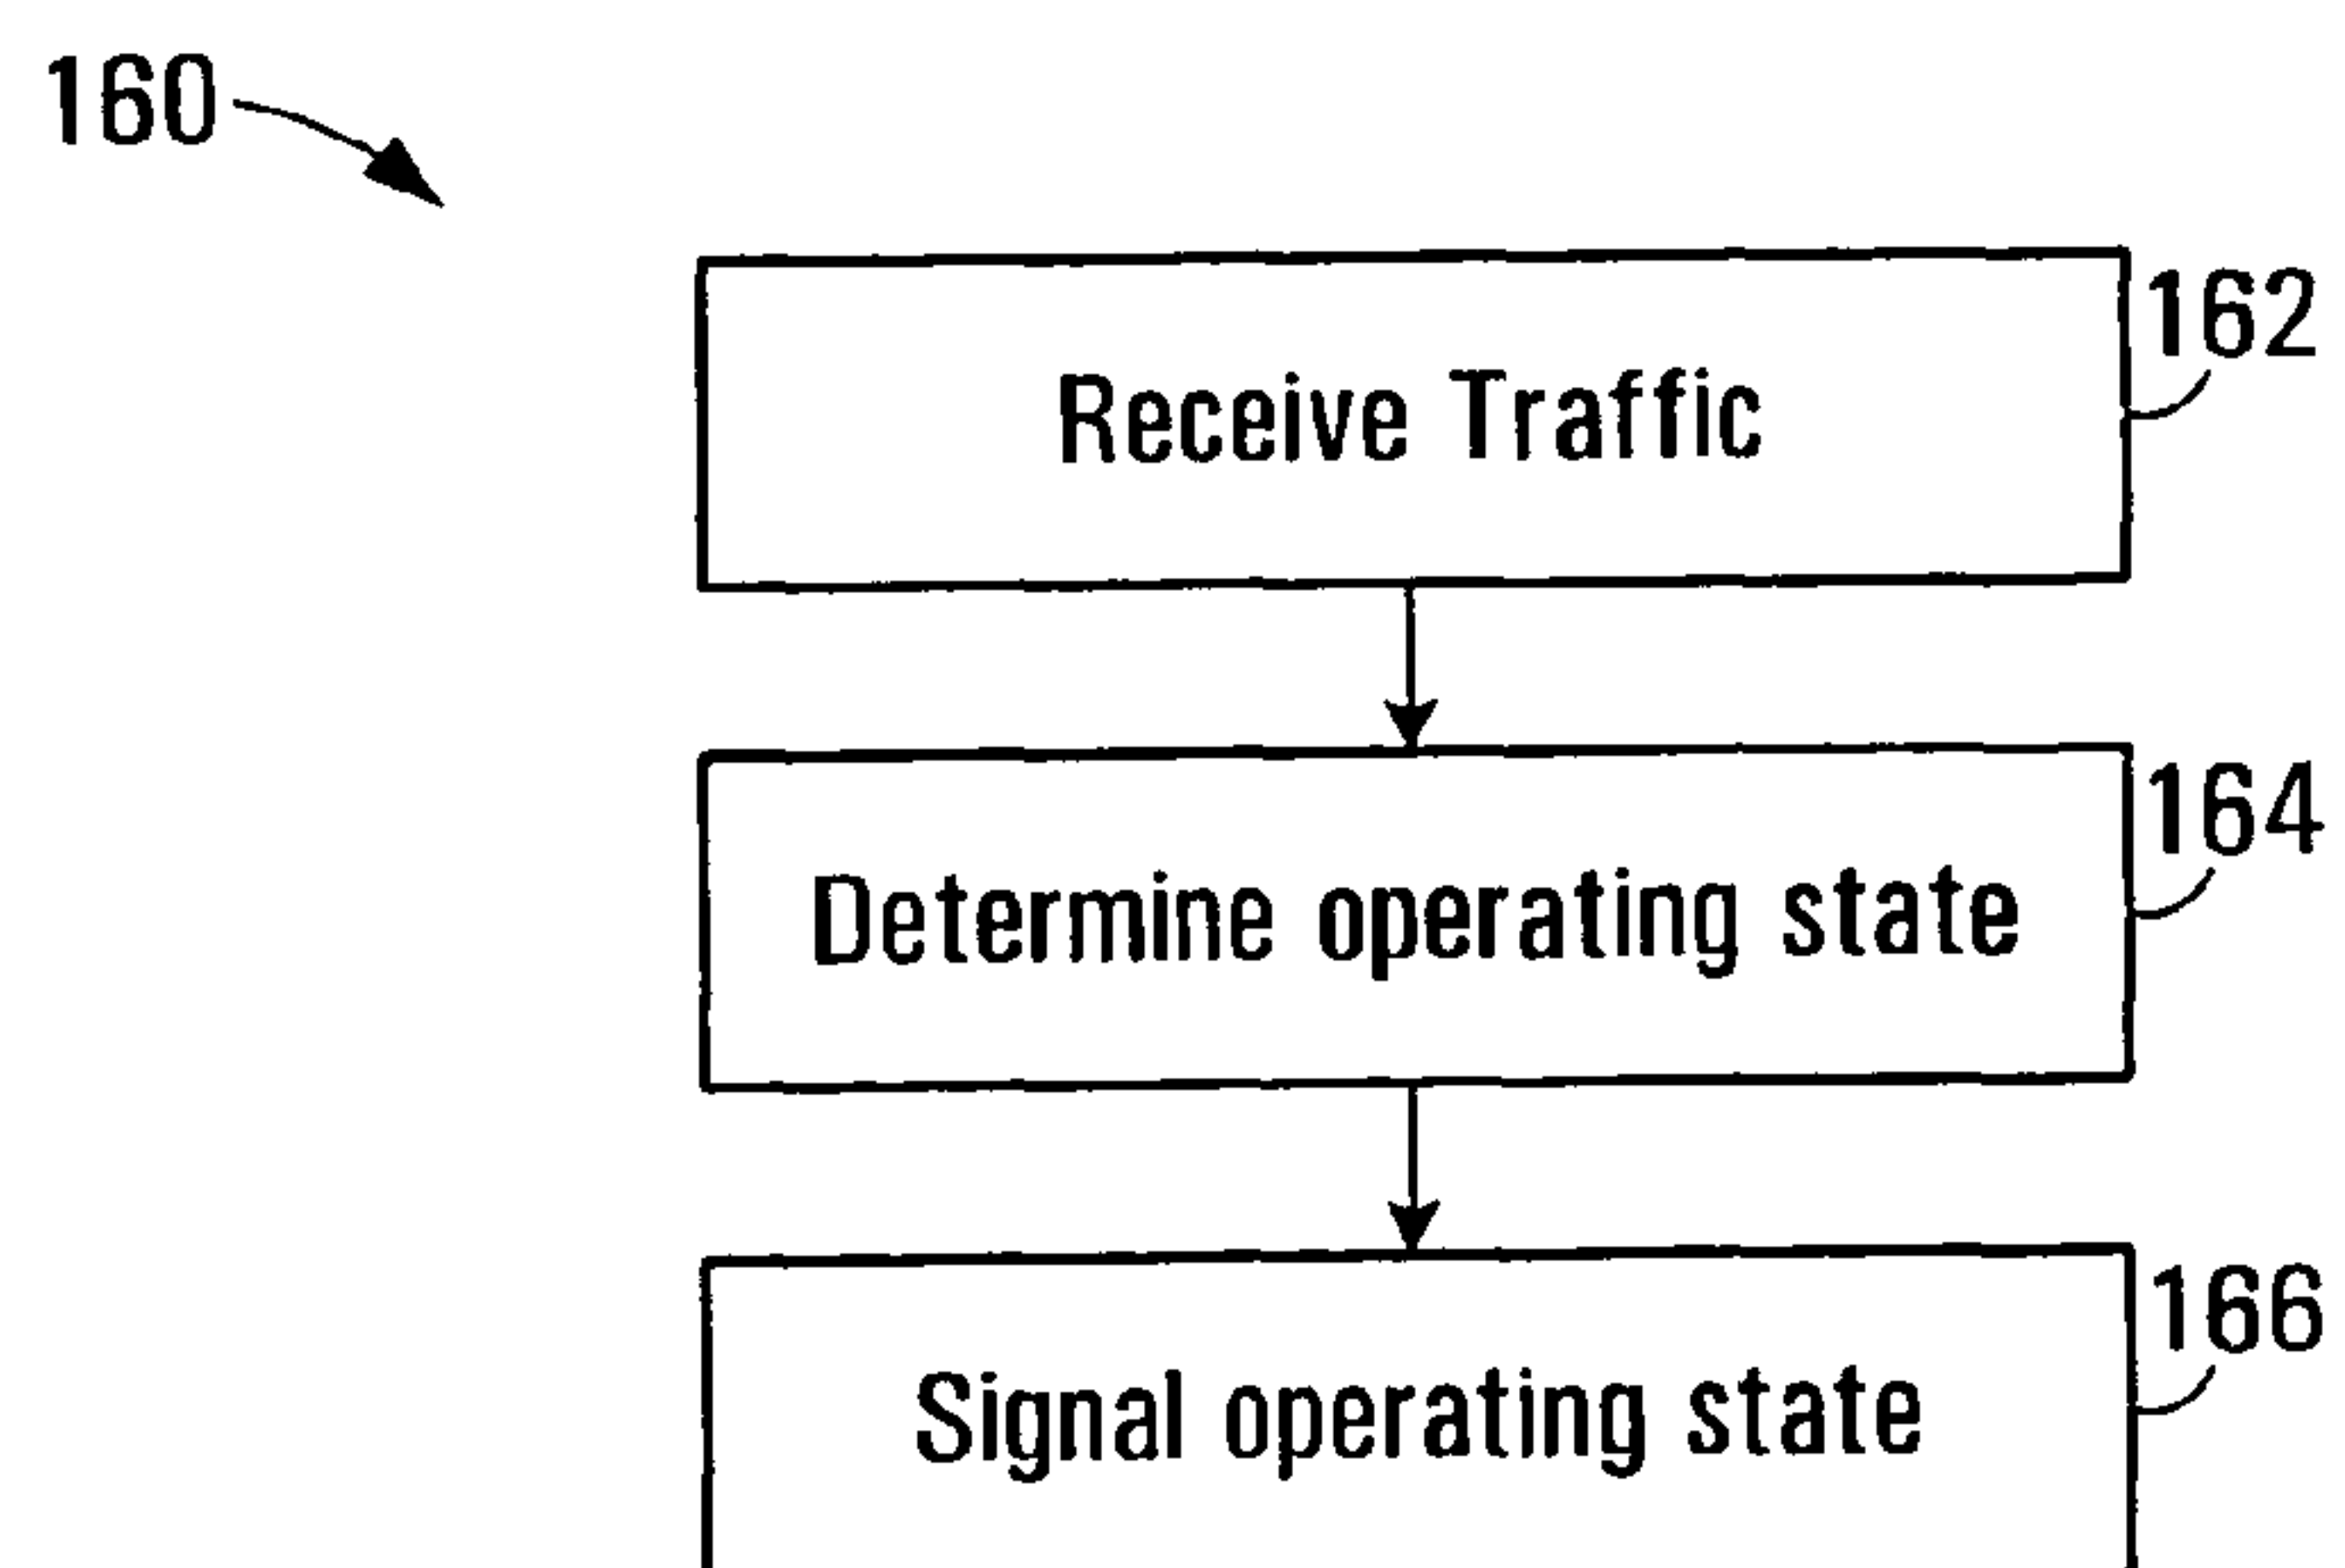 160
162
Receive Traffic
164
Determine operating state
166
Signal operating state